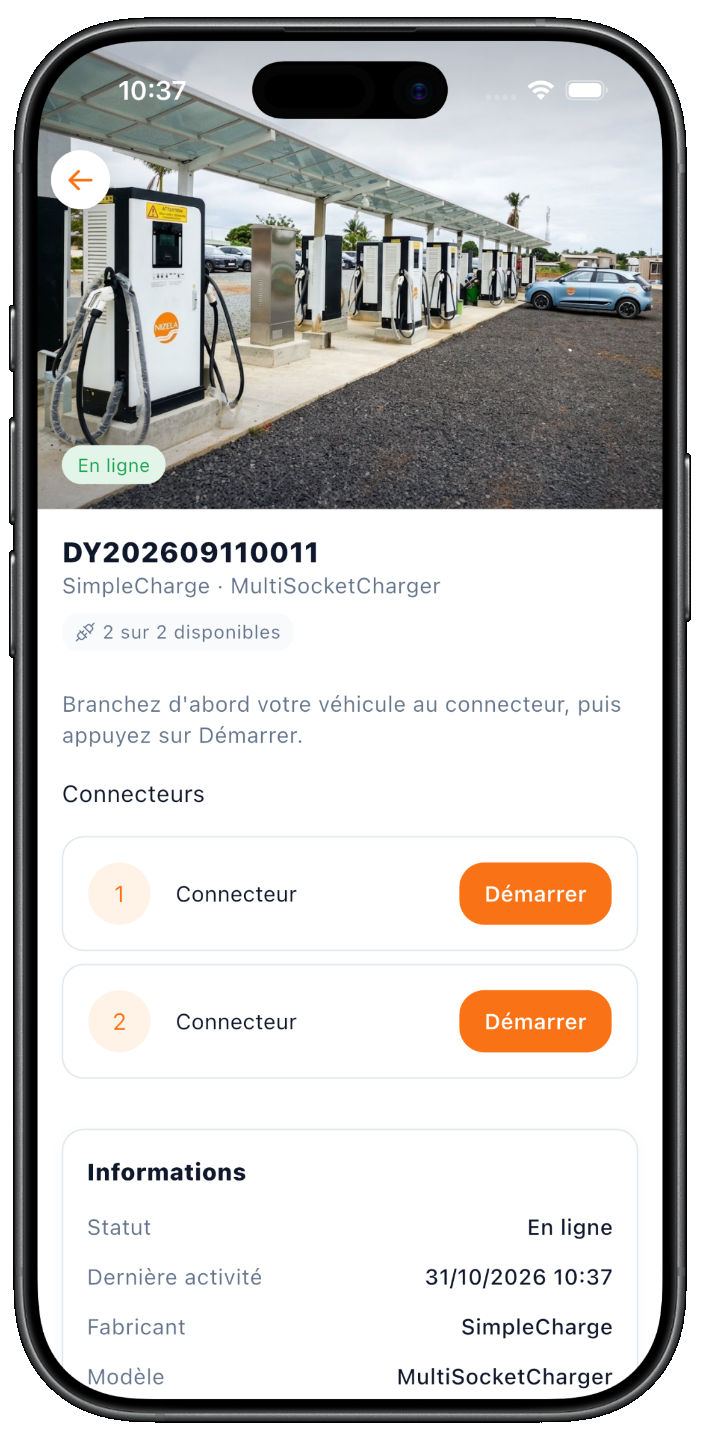 10:37
ATTENTION
NIIZELA
En ligne
DY202609110011
SimpleCharge · MultiSocketCharger
2 sur 2 disponibles
Branchez d'abord votre véhicule au connecteur, puis
appuyez sur Démarrer.
Connecteurs
1 Connecteur Démarrer
2 Connecteur Démarrer
Informations
Statut En ligne
Dernière activité 31/10/2026 10:37
Fabricant SimpleCharge
Modèle MultiSocketCharger